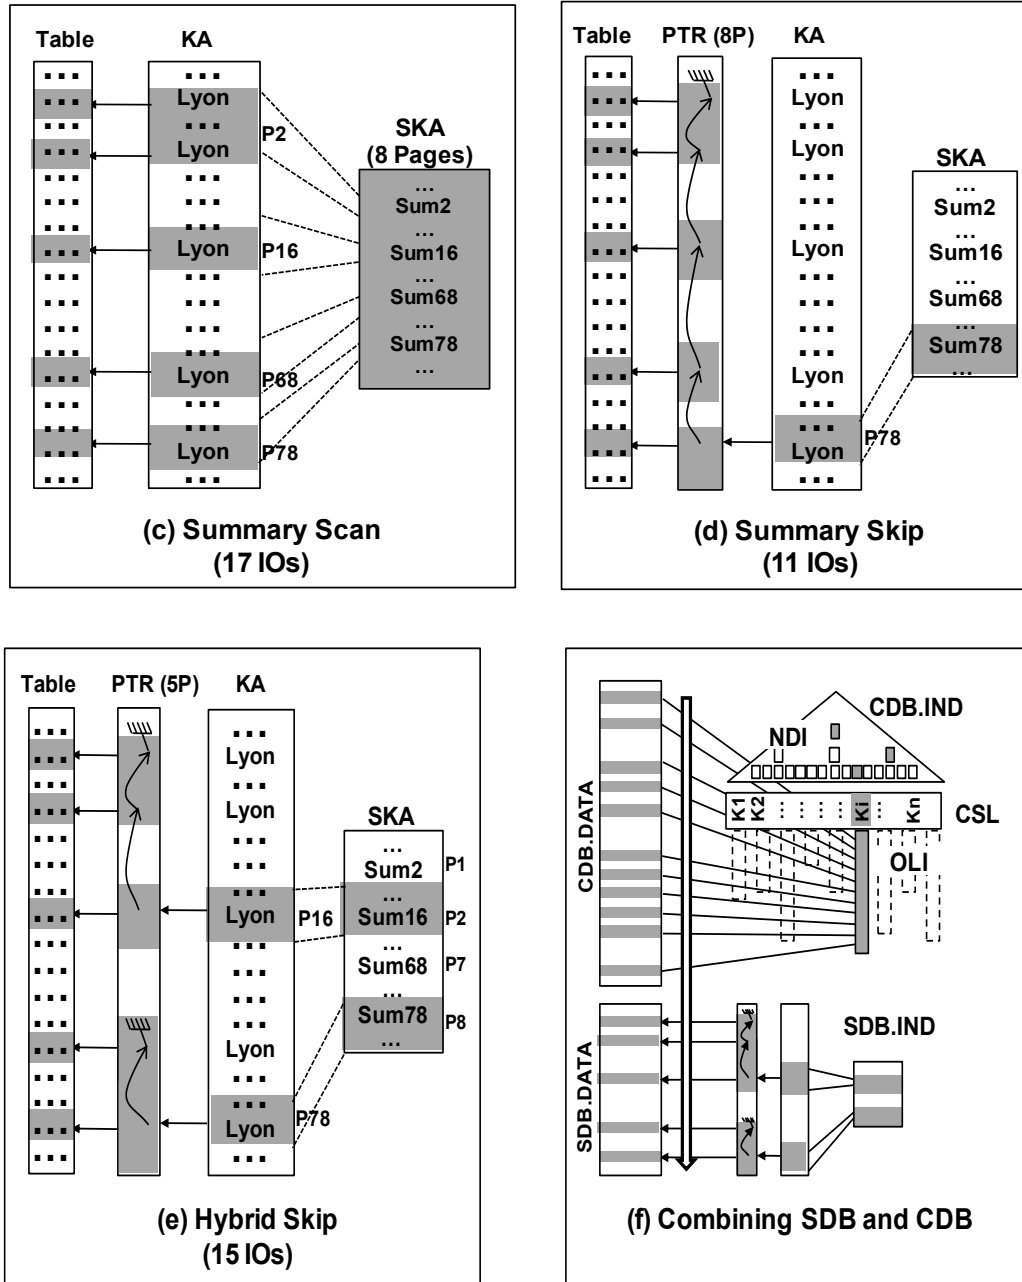 Table KA
...
... Lyon
... ... P2
... Lyon
... ...
SKA
(8 Pages)
... ...
... ...
...
Sum2
... Lyon P16
...
Sum16
... ...
...
Sum68
... ...
... ...
...
Sum78
...
... Lyon P68
... ...
... Lyon P78
... ...
(c) Summary Scan
(17 IOs)
Table PTR (8P) KA
... ...
... Lyon
... ...
... Lyon
... ...
SKA
...
Sum2
...
Sum16
...
Sum68
...
Sum78
...
... ...
... ...
... Lyon
... ...
... ...
... ...
... Lyon
... ...
... Lyon P78
... ...
(d) Summary Skip
(11 IOs)
Table PTR (5P) KA
... ...
... Lyon
... ...
... Lyon
... ...
SKA
...
Sum2 P1
...
Sum16 P2
...
Sum68 P7
...
Sum78 P8
...
... ...
... ...
... Lyon P16
... ...
... ...
... ...
... ...
... Lyon
... ...
... ...
... Lyon P78
... ...
(e) Hybrid Skip
(15 IOs)
CDB.DATA
CDB.IND
NDI
K1 K2 ... Ki ... Kn
CSL
OLI
SDB.DATA
SDB.IND
(f) Combining SDB and CDB